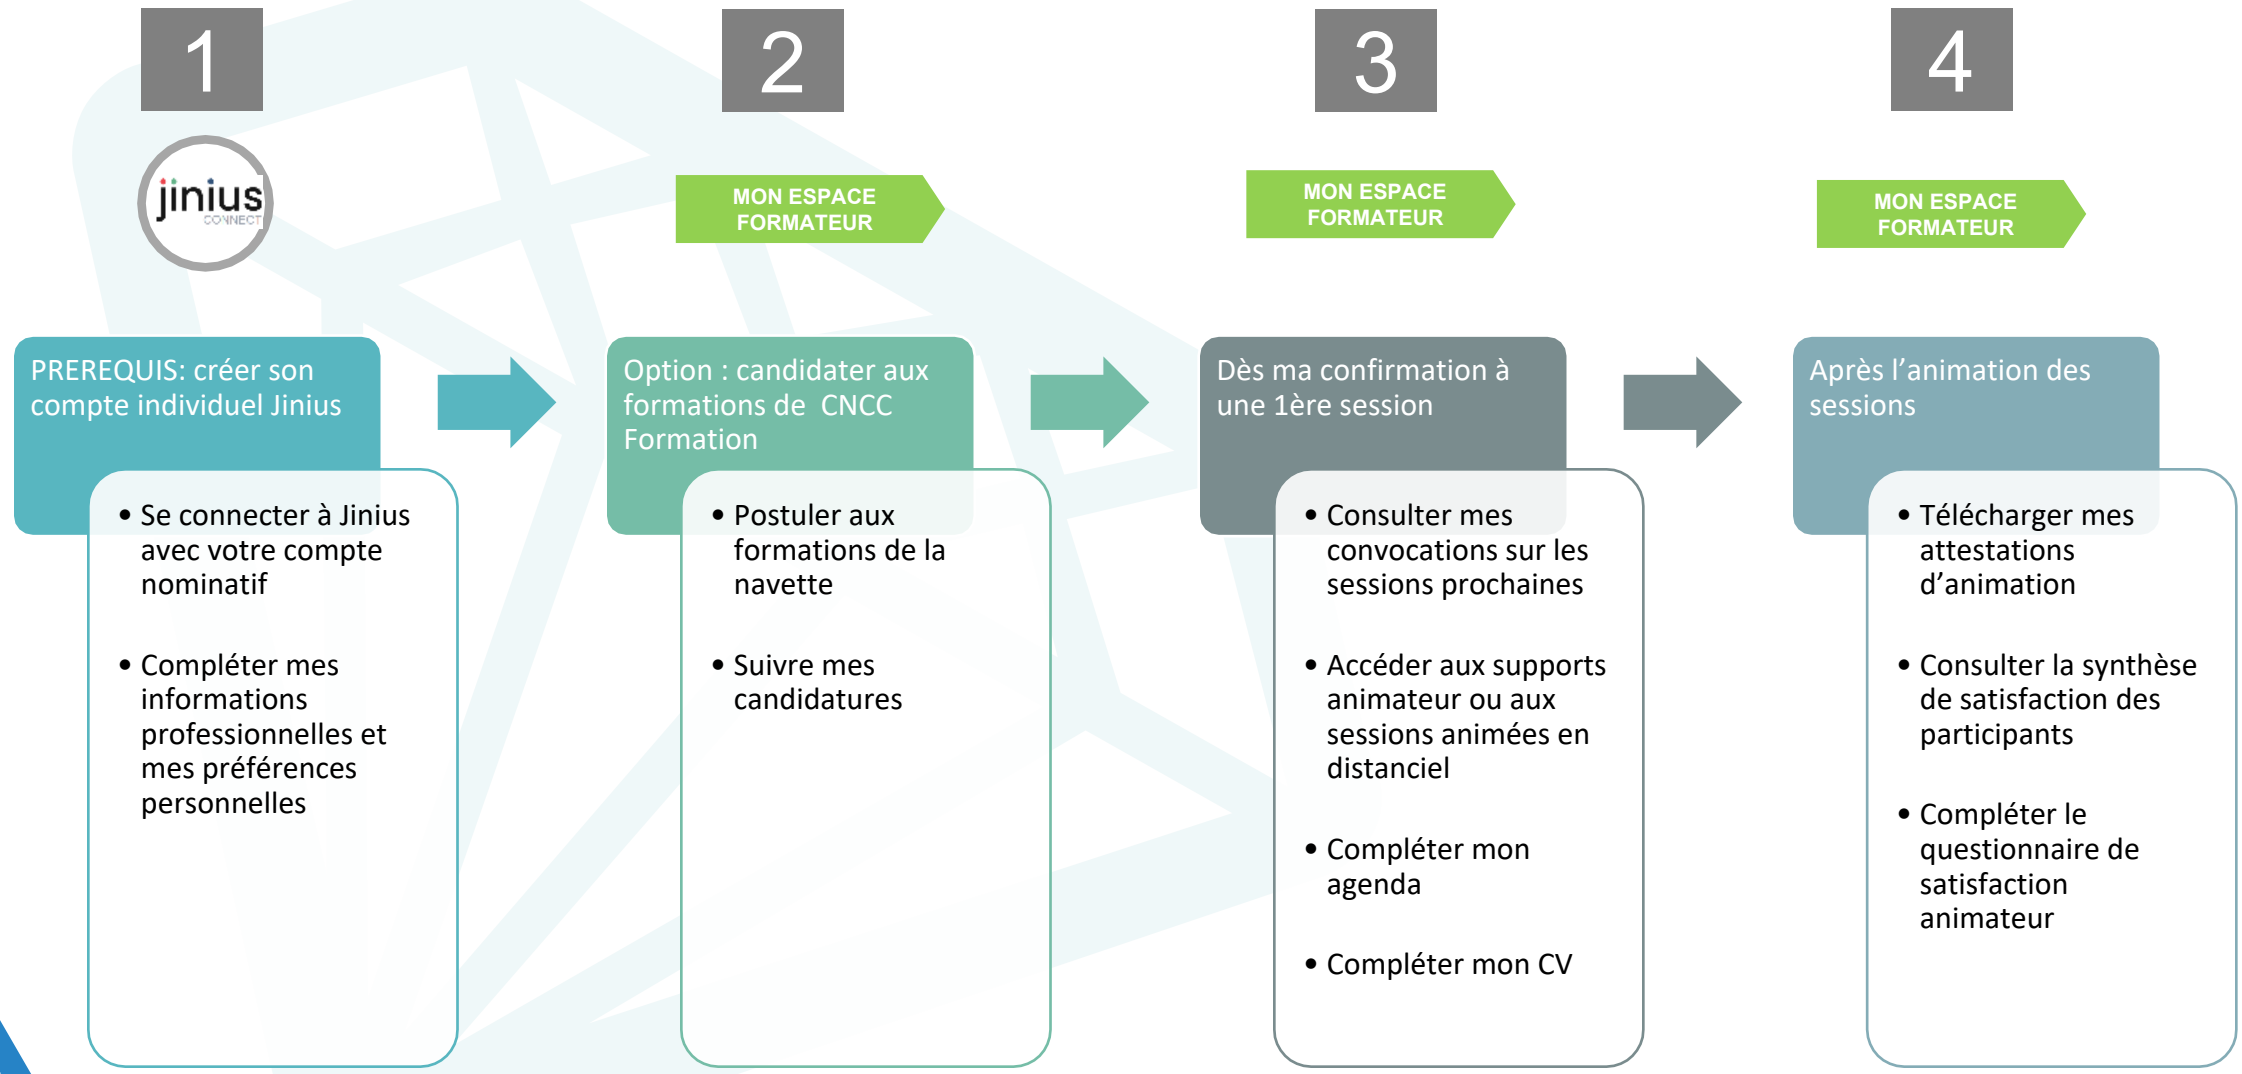 1
jinius
CONNECT
PREREQUIS: créer son
compte individuel Jinius
• Se connecter à Jinius
avec votre compte
nominatif
• Compléter mes
informations
professionnelles et
mes préférences
personnelles
2
MON ESPACE
FORMATEUR
Option : candidater aux
formations de  CNCC
Formation
• Postuler aux
formations de la
navette
• Suivre mes
candidatures
3
MON ESPACE
FORMATEUR
Dès ma confirmation à
une 1ère session
• Consulter mes
convocations sur les
sessions prochaines
• Accéder aux supports
animateur ou aux
sessions animées en
distanciel
• Compléter mon
agenda
• Compléter mon CV
4
MON ESPACE
FORMATEUR
Après l’animation des
sessions
• Télécharger mes
attestations
d’animation
• Consulter la synthèse
de satisfaction des
participants
• Compléter le
questionnaire de
satisfaction
animateur